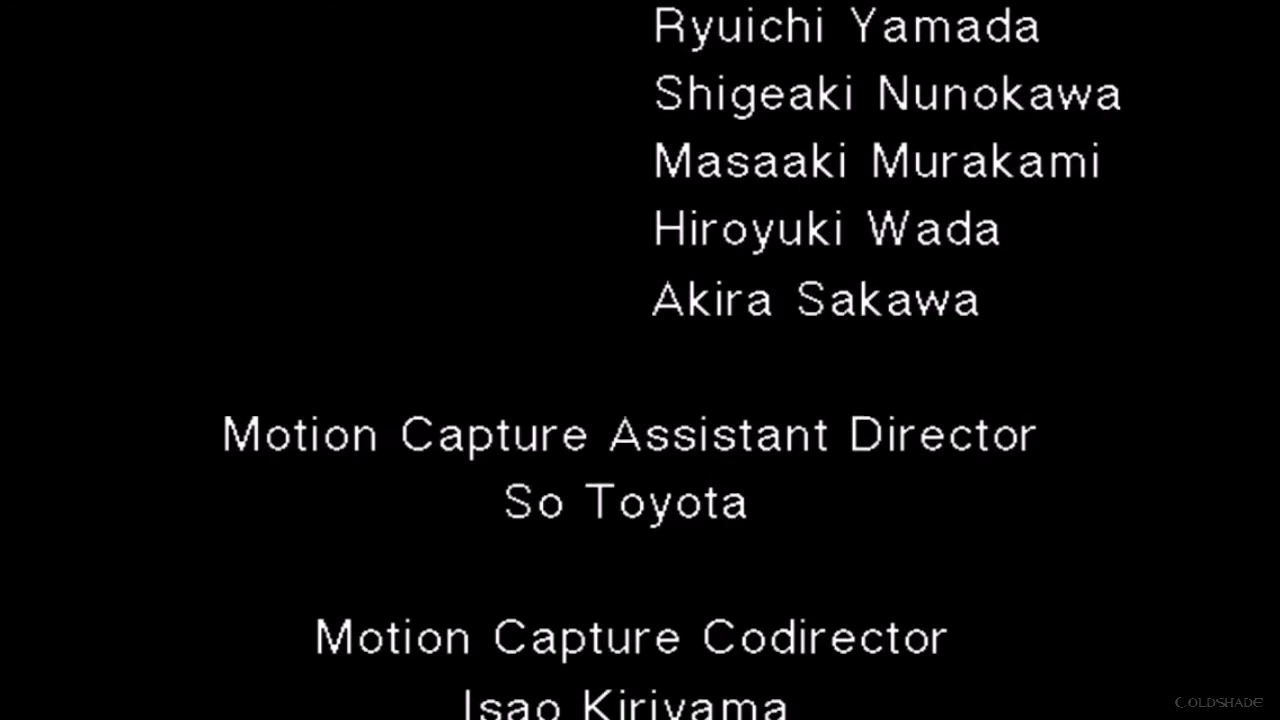 Ryuichi Yamada
Shigeaki Nunokawa
Masaaki Murakami
Hiroyuki Wada
Akira Sakawa
Motion Capture Assistant Director
So Toyota
Motion Capture Codirector
Isao Kiriyama
COLDSHADE